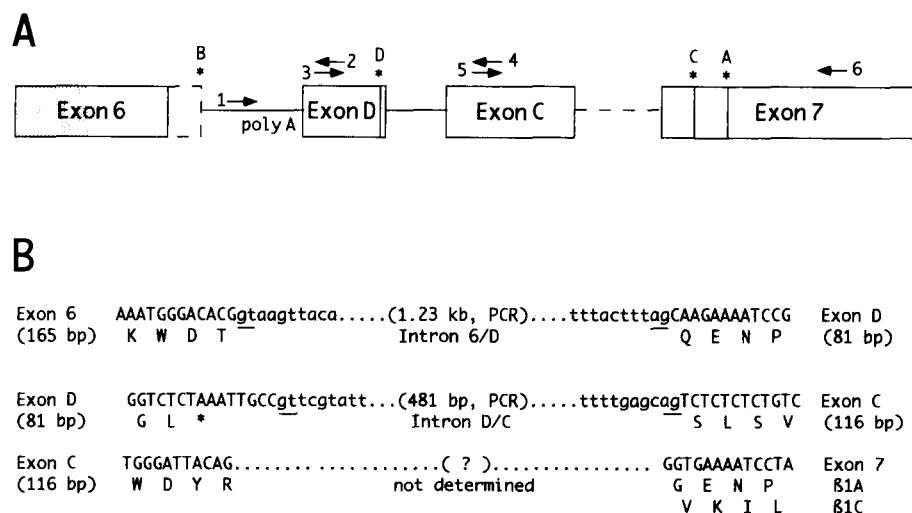 A
B D C A
* * * *
3 2 5 4 6
1
Exon 6 Exon D Exon C Exon 7
poly A
B
Exon 6 AAATGGGACACGgtaagttaca.....(1.23 kb, PCR)....tttactttagCAAGAAAATCCG Exon D
(165 bp) K W D T Intron 6/D Q E N P (81 bp)
Exon D GGTCTCTAAATTGCCgttcgtatt...(481 bp, PCR)....ttttgagcagTCTCTCTCTGTC Exon C
(81 bp) G L * Intron D/C S L S V (116 bp)
Exon C TGGGATTACAG.......................( ? )..................GGTGAAAATCCTA Exon 7
(116 bp) W D Y R not determined G E N P ß1A
V K I L ß1C